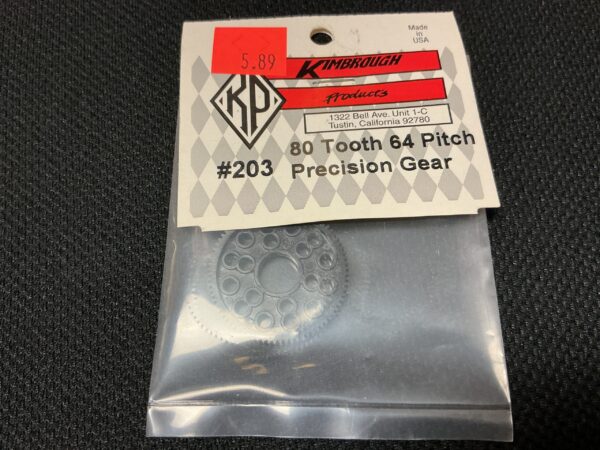 Made
in
USA
5.89
KIMBROUGH
Products
KP
1322 Bell Ave. Unit 1-C
Tustin, California 92780
80 Tooth 64 Pitch
#203 Precision Gear